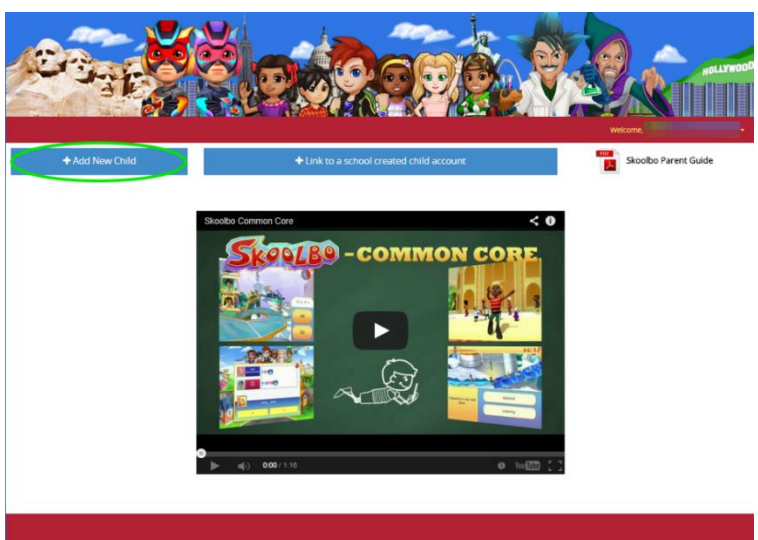 HOLLYWOOD
Welcome,
+ Add New Child
+ Link to a school created child account
PDF
Skoolbo Parent Guide
Skoolbo Common Core
SKOOLBO - COMMON CORE
0:00 / 1:16
YouTube